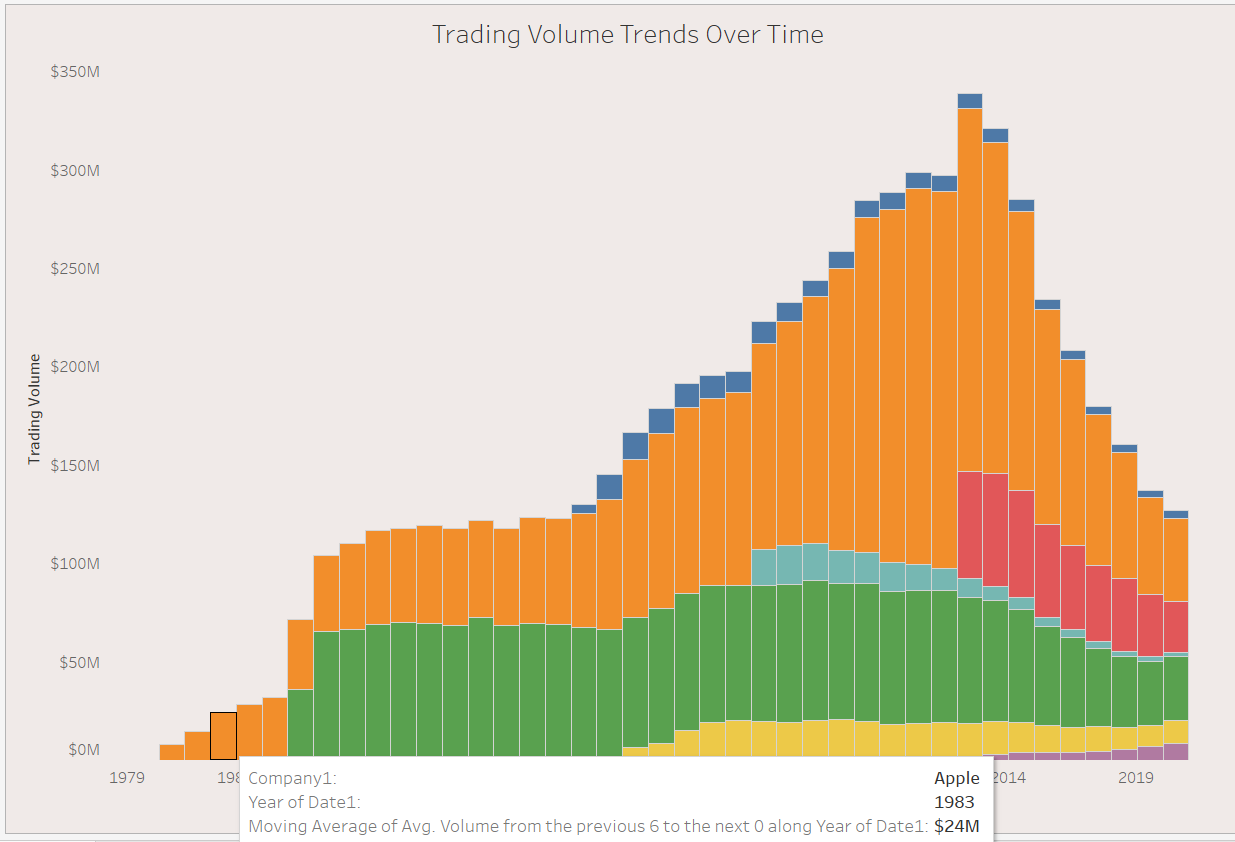 Trading Volume Trends Over Time
$350M
$300M
$250M
$200M
Trading Volume
$150M
$100M
$50M
$0M
1979
2014
2019
Company1: Apple
Year of Date1: 1983
Moving Average of Avg. Volume from the previous 6 to the next 0 along Year of Date1: $24M